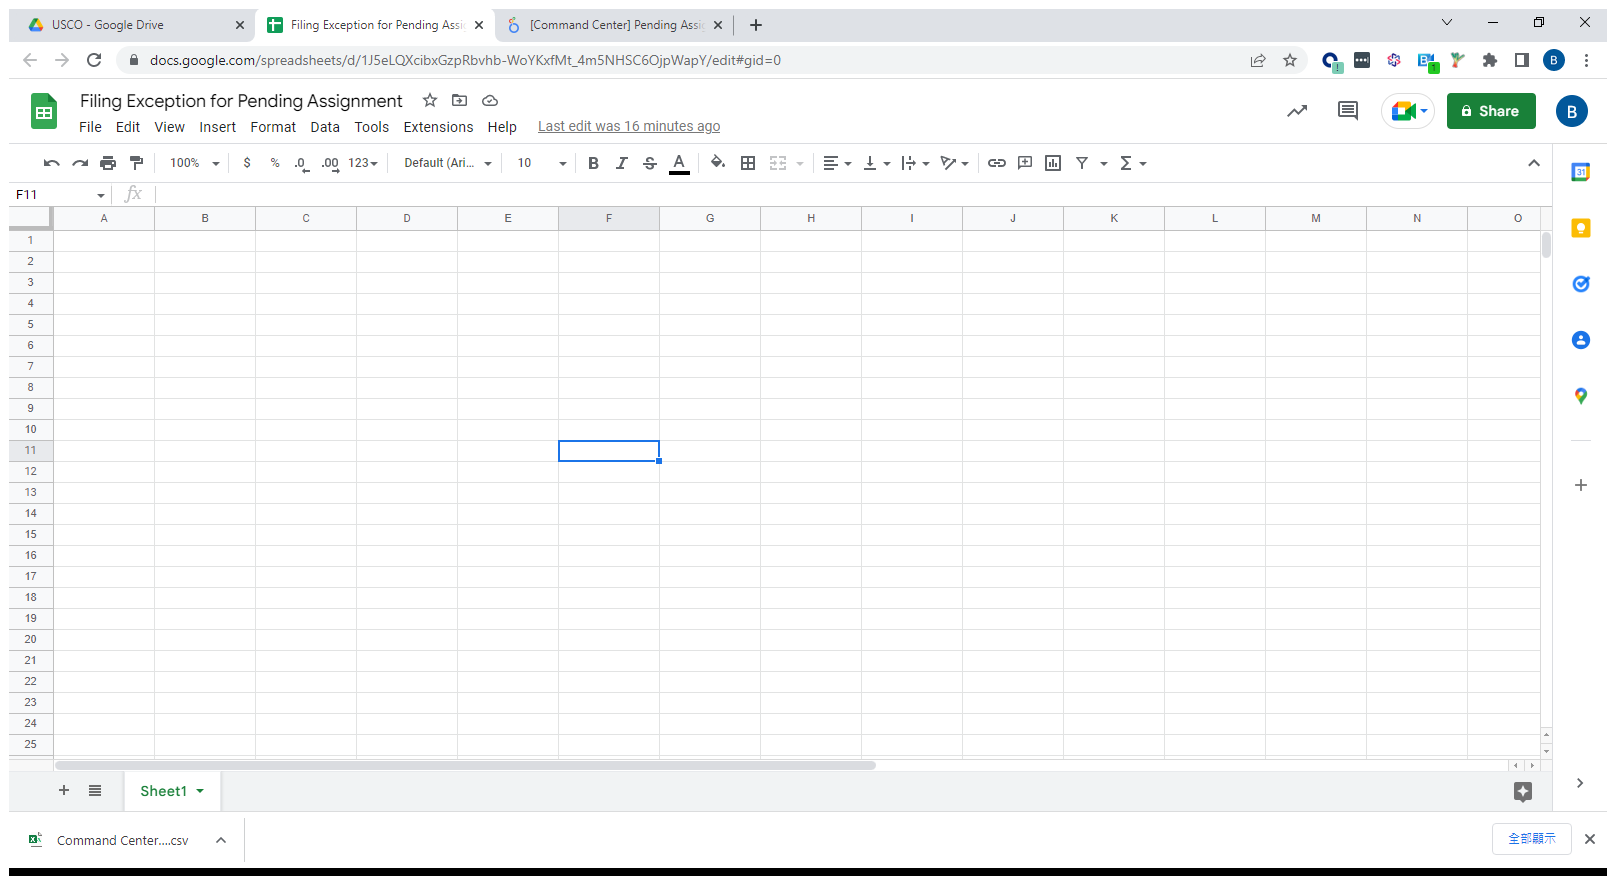 USCO - Google Drive
Filing Exception for Pending Assi
[Command Center] Pending Assi
docs.google.com/spreadsheets/d/1J5eLQXcibxGzpRbvhb-WoYKxfMt_4m5NHSC6OjpWapY/edit#gid=0
1
B
Filing Exception for Pending Assignment
File Edit View Insert Format Data Tools Extensions Help Last edit was 16 minutes ago
Share
B
100% $ % .0 .00 123 Default (Ari... 10 B I S A
31
F11 fx
A B C D E F G H I J K L M N O
1
2
3
4
5
6
7
8
9
10
11
12
13
14
15
16
17
18
19
20
21
22
23
24
25
Sheet1
Command Center....csv
全部顯示